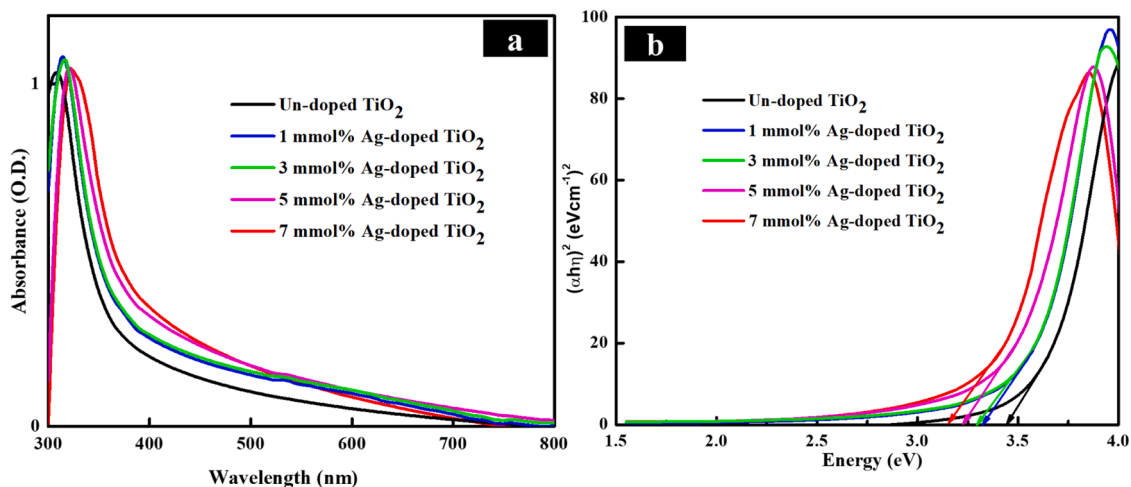 a
1
0
Absorbance (O.D.)
Un-doped TiO2
1 mmol% Ag-doped TiO2
3 mmol% Ag-doped TiO2
5 mmol% Ag-doped TiO2
7 mmol% Ag-doped TiO2
300 400 500 600 700 800
Wavelength (nm)
b
100
80
60
40
20
0
(αhη)² (eVcm⁻¹)²
Un-doped TiO2
1 mmol% Ag-doped TiO2
3 mmol% Ag-doped TiO2
5 mmol% Ag-doped TiO2
7 mmol% Ag-doped TiO2
1.5 2.0 2.5 3.0 3.5 4.0
Energy (eV)